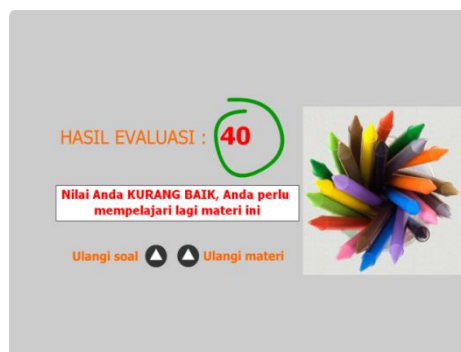 HASIL EVALUASI : 40
Nilai Anda KURANG BAIK, Anda perlu
mempelajari lagi materi ini
Ulangi soal Ulangi materi